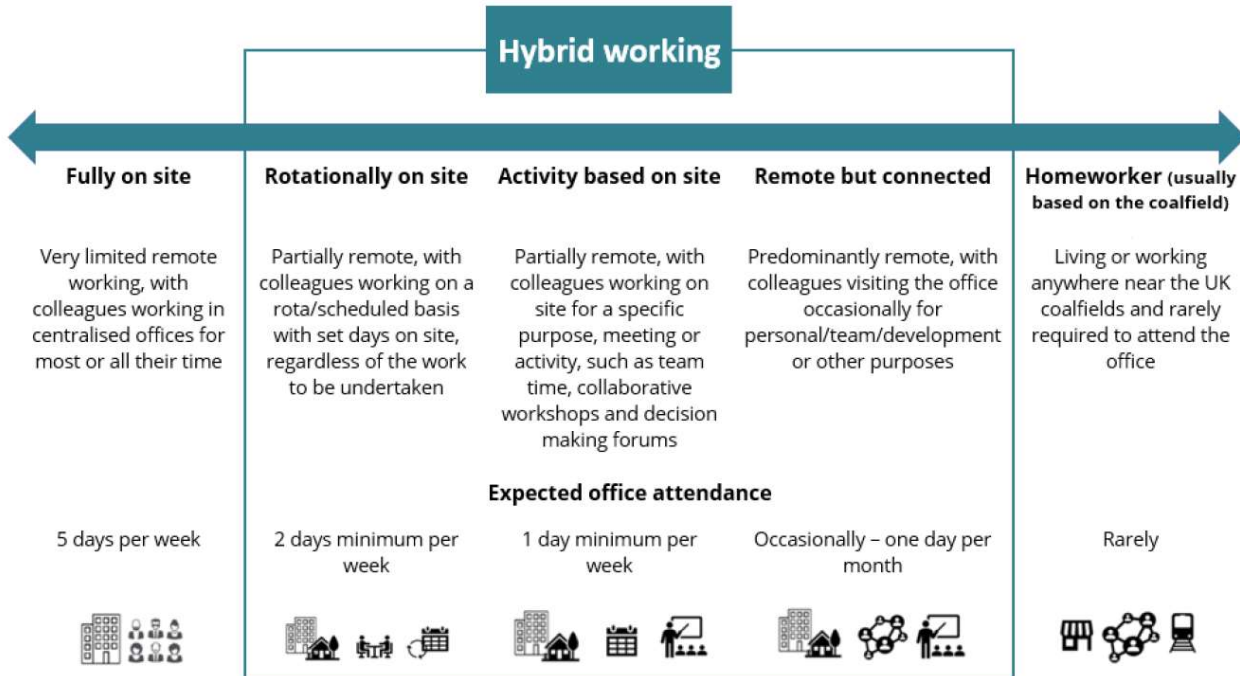 Hybrid working
Fully on site
Very limited remote
working, with
colleagues working in
centralised offices for
most or all their time
Rotationally on site
Partially remote, with
colleagues working on a
rota/scheduled basis
with set days on site,
regardless of the work
to be undertaken
Activity based on site
Partially remote, with
colleagues working on
site for a specific
purpose, meeting or
activity, such as team
time, collaborative
workshops and decision
making forums
Remote but connected
Predominantly remote, with
colleagues visiting the office
occasionally for
personal/team/development
or other purposes
Homeworker (usually
based on the coalfield)
Living or working
anywhere near the UK
coalfields and rarely
required to attend the
office
Expected office attendance
5 days per week
2 days minimum per
week
1 day minimum per
week
Occasionally – one day per
month
Rarely